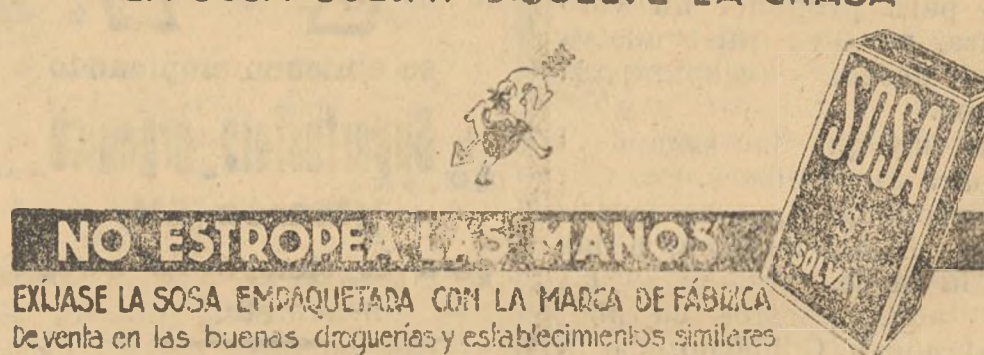 LA SOSA SOLVAY DISUELVE LA GRASA
NO ESTROPEA LAS MANOS
SOSA
SOLVAY
EXÍJASE LA SOSA EMPAQUETADA CON LA MARCA DE FÁBRICA
De venta en las buenas droguerías y establecimientos similares